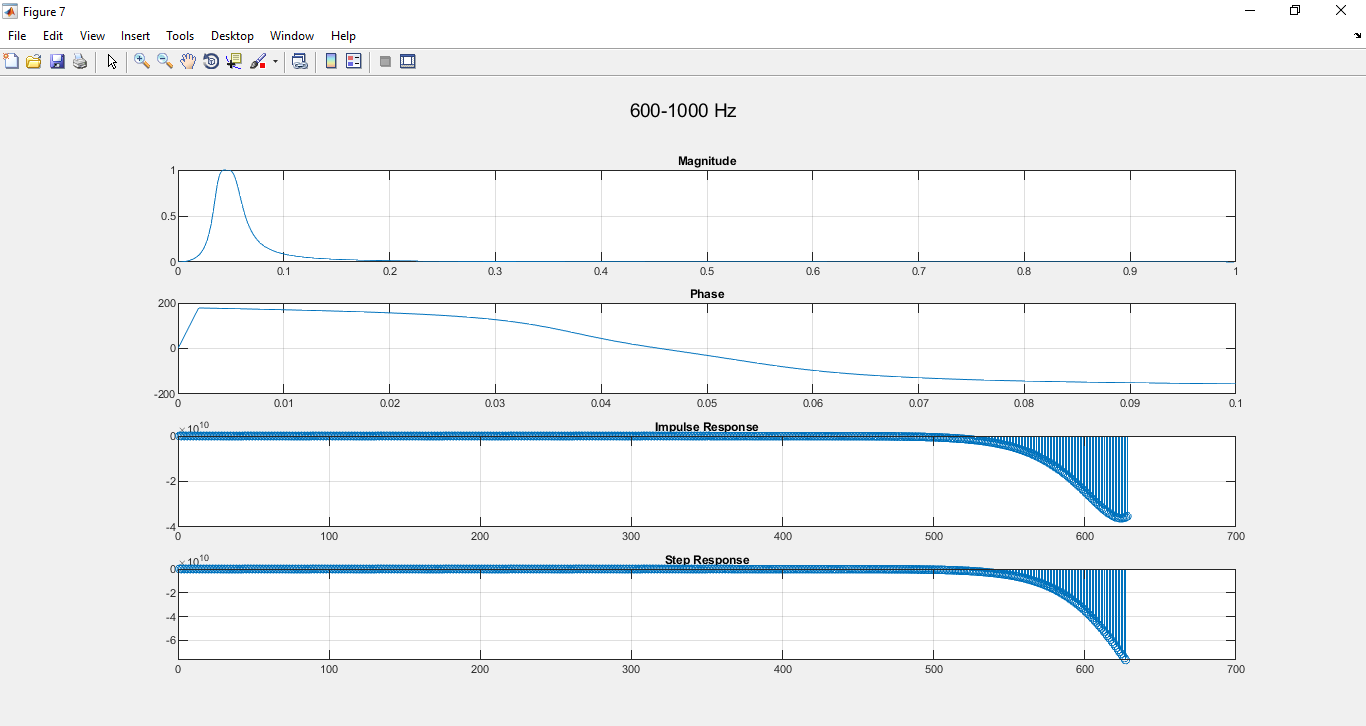 Figure 7
File Edit View Insert Tools Desktop Window Help
600-1000 Hz
Magnitude
1
0.5
0
0 0.1 0.2 0.3 0.4 0.5 0.6 0.7 0.8 0.9 1
Phase
200
0
-200
0 0.01 0.02 0.03 0.04 0.05 0.06 0.07 0.08 0.09 0.1
×10^10 Impulse Response
0
-2
-4
0 100 200 300 400 500 600 700
×10^10 Step Response
0
-2
-4
-6
0 100 200 300 400 500 600 700